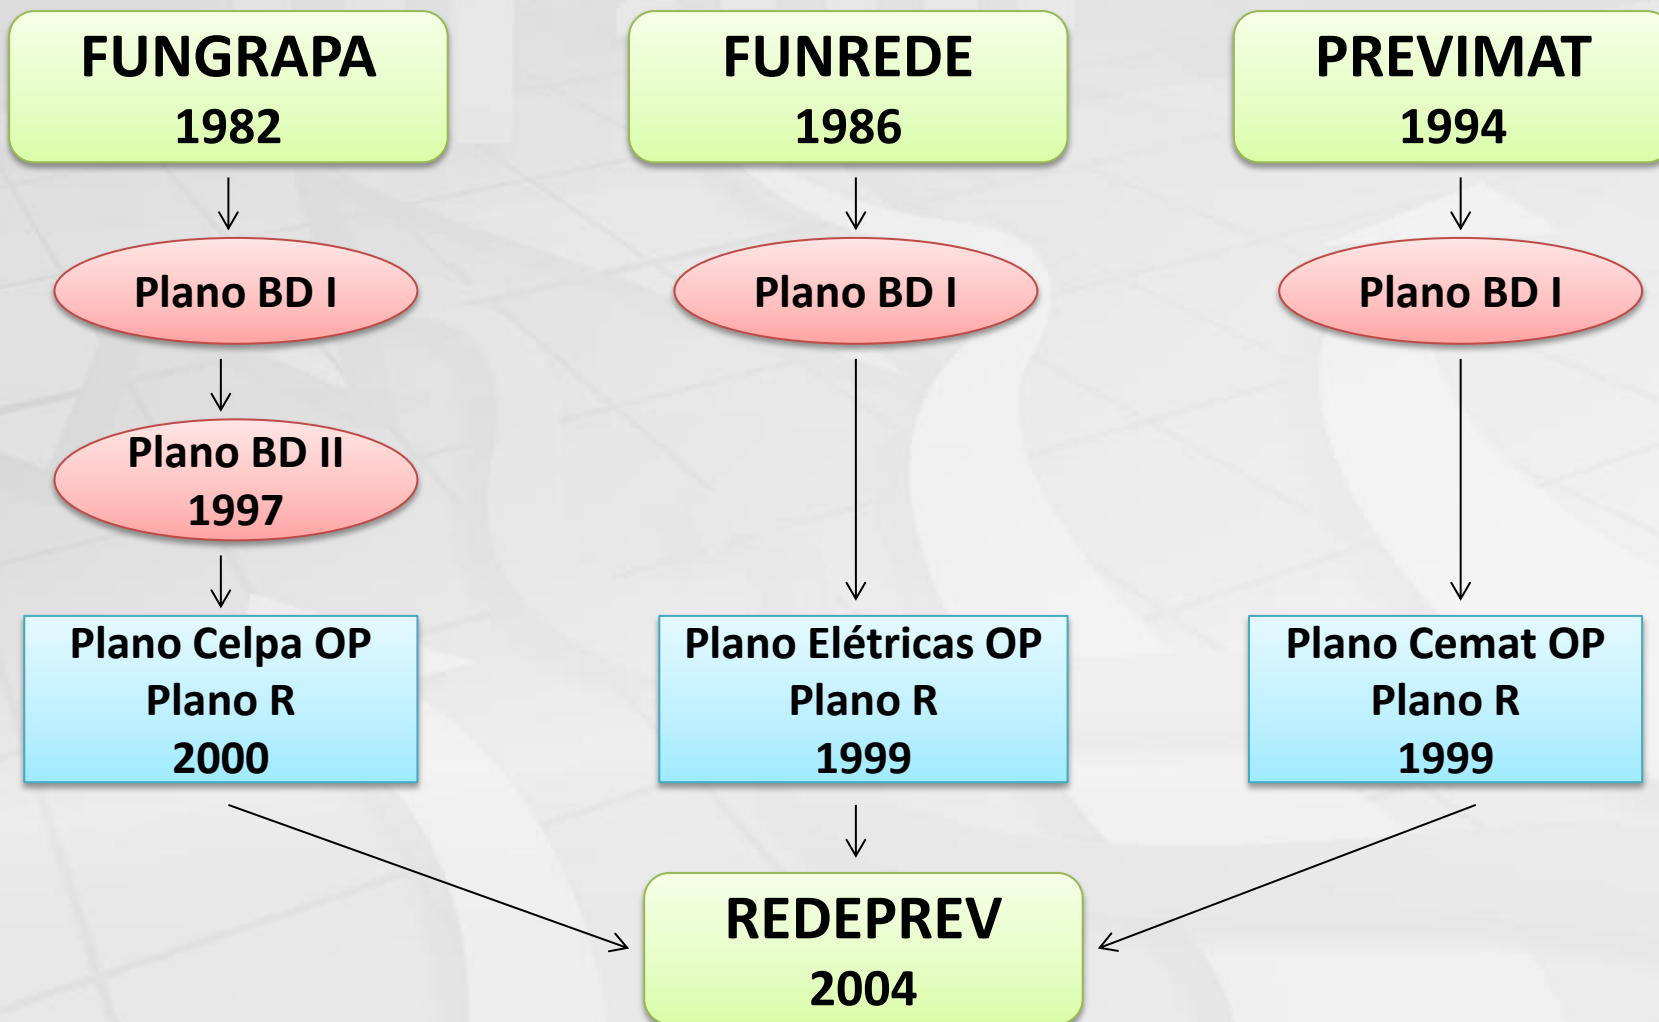 FUNGRAPA
1982
FUNREDE
1986
PREVIMAT
1994
Plano BD I
Plano BD I
Plano BD I
Plano BD II
1997
Plano Celpa OP
Plano R
2000
Plano Elétricas OP
Plano R
1999
Plano Cemat OP
Plano R
1999
REDEPREV
2004